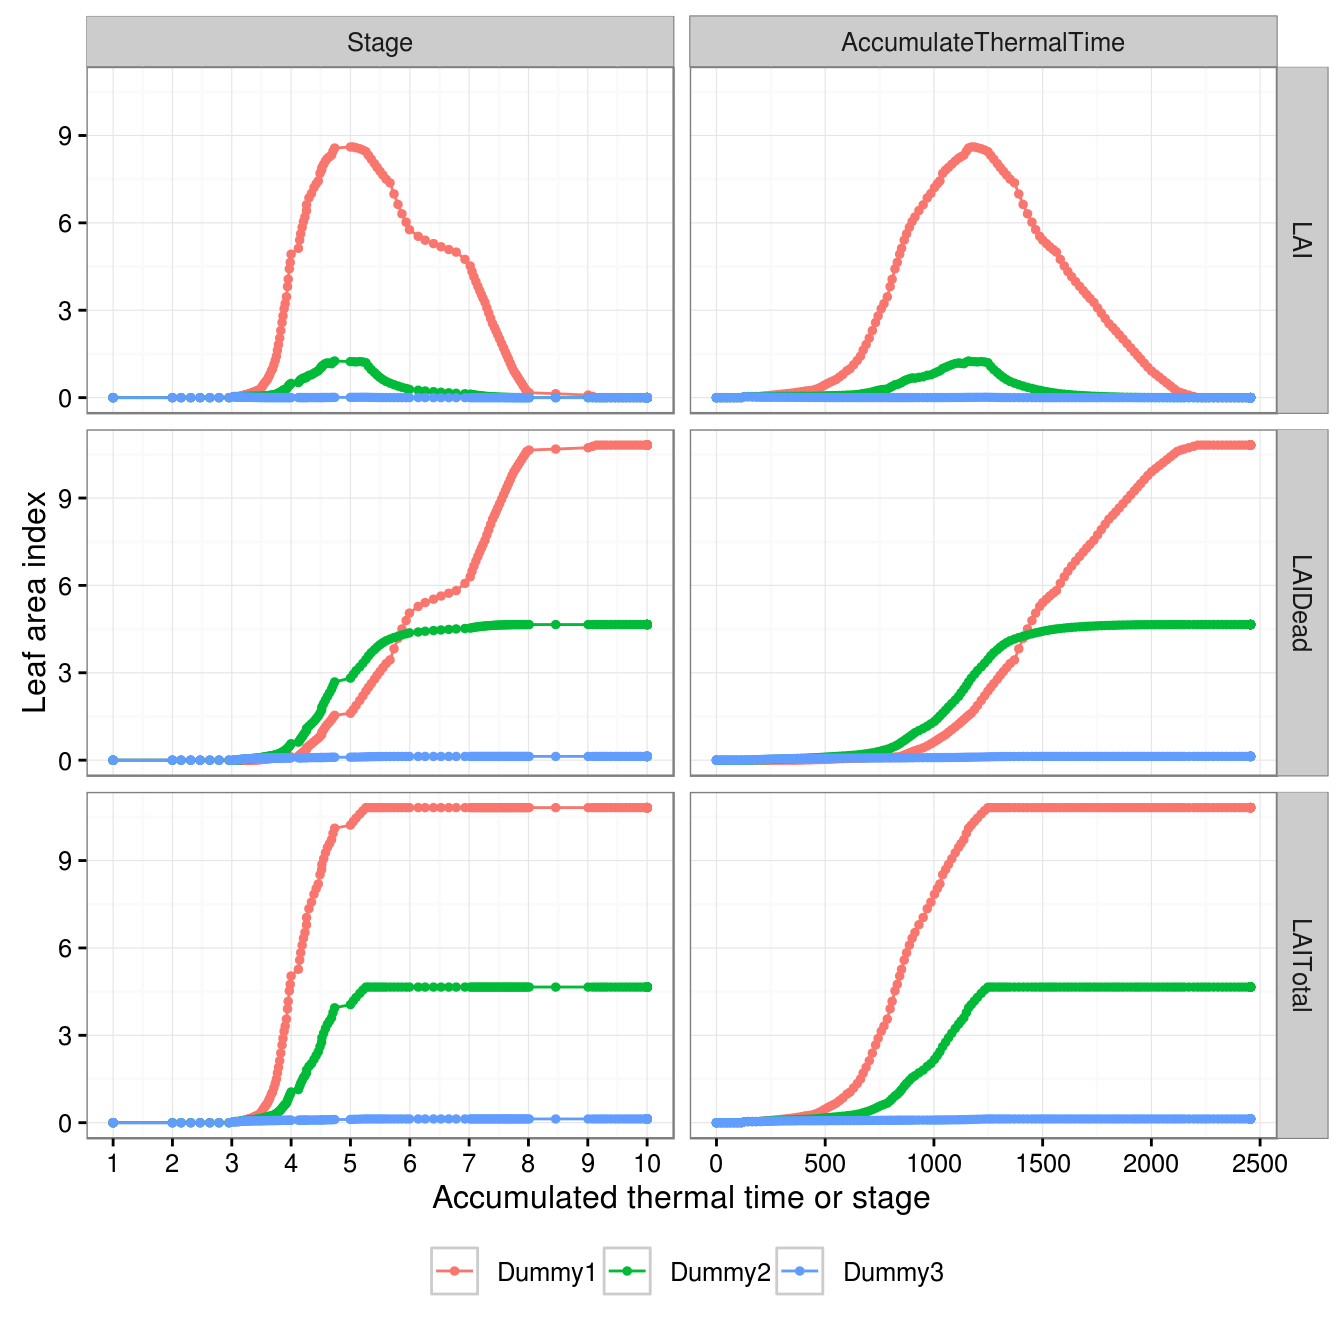 Stage
AccumulateThermalTime
9
6
3
0
LAI
Leaf area index
9
6
3
0
LAIDead
9
6
3
0
LAITotal
1 2 3 4 5 6 7 8 9 10
0 500 1000 1500 2000 2500
Accumulated thermal time or stage
Dummy1 Dummy2 Dummy3